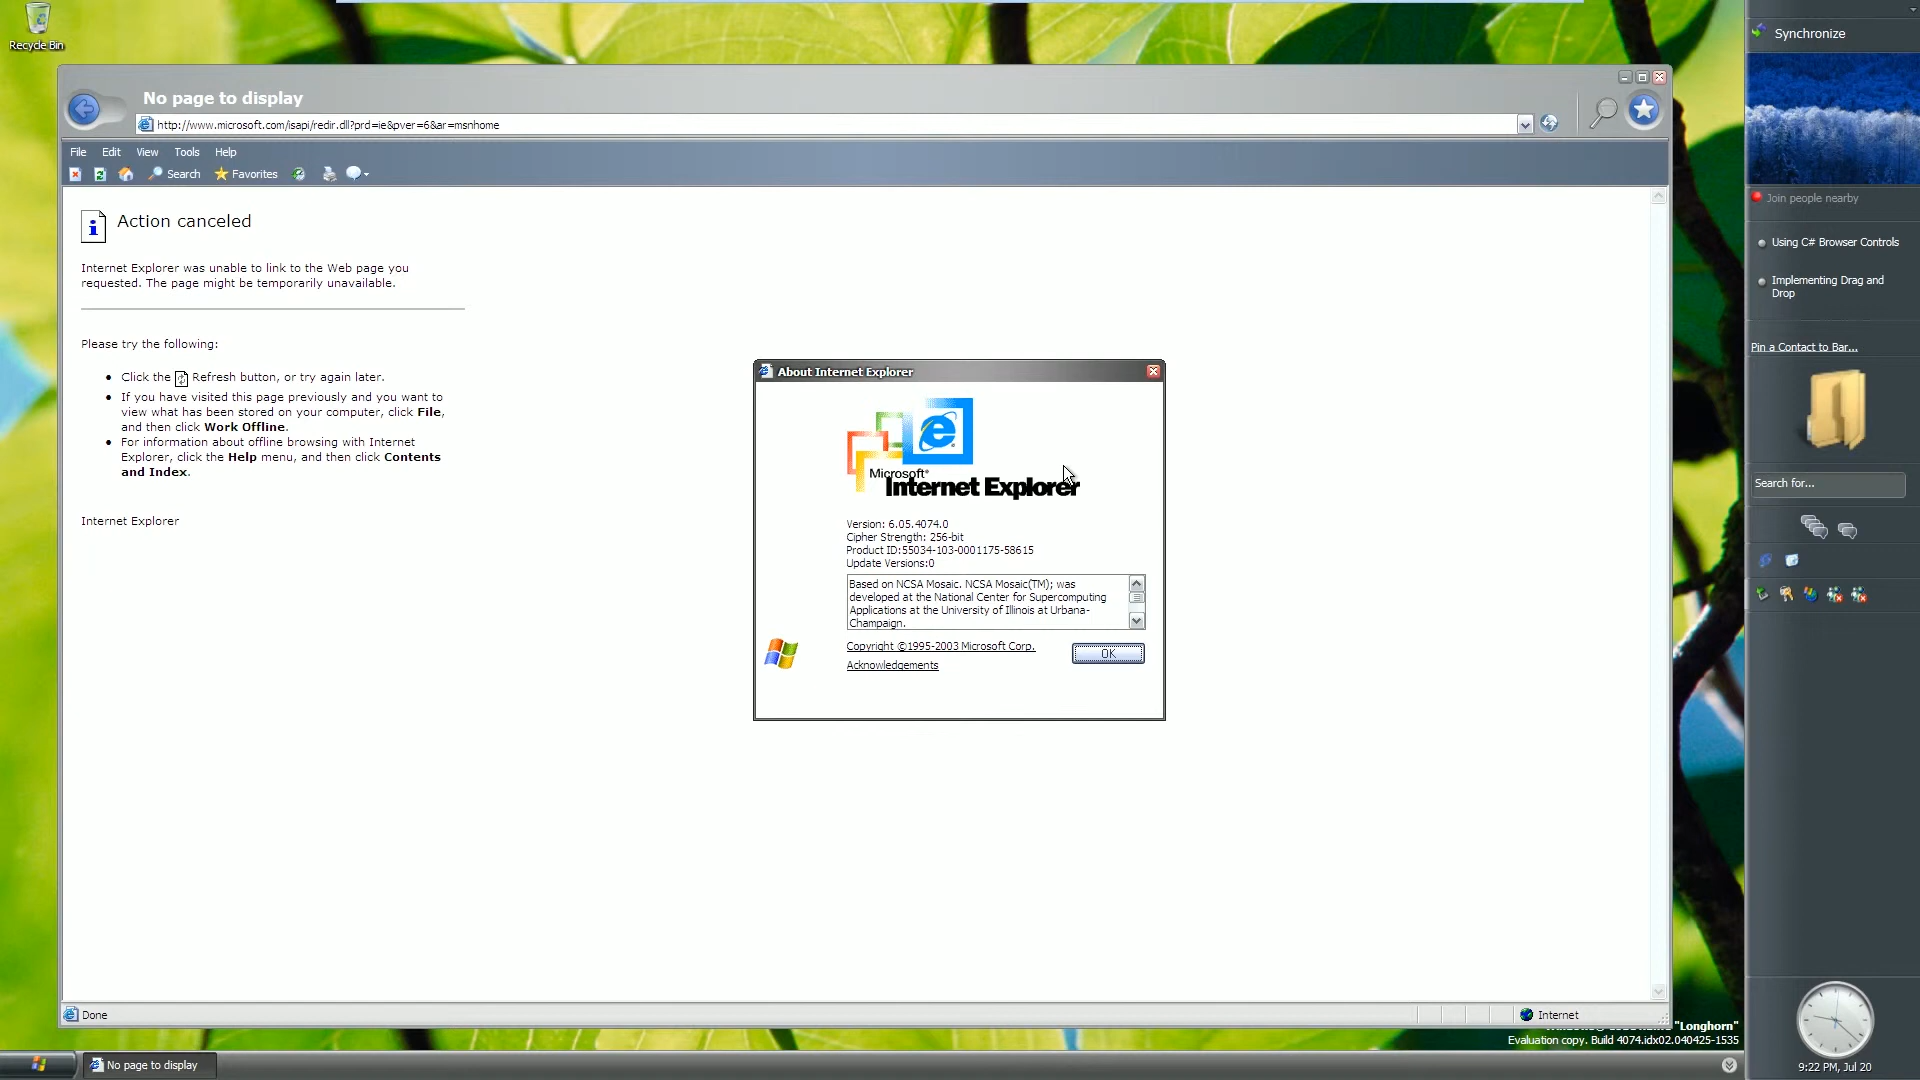 Recycle Bin
No page to display
http://www.microsoft.com/isapi/redir.dll?prd=ie&pver=6&ar=msnhome
File Edit View Tools Help
Search Favorites
Action canceled
Internet Explorer was unable to link to the Web page you
requested. The page might be temporarily unavailable.
Please try the following:
Click the Refresh button, or try again later.
If you have visited this page previously and you want to
view what has been stored on your computer, click File,
and then click Work Offline.
For information about offline browsing with Internet
Explorer, click the Help menu, and then click Contents
and Index.
Internet Explorer
About Internet Explorer
Microsoft®
Internet Explorer
Version: 6.05.4074.0
Cipher Strength: 256-bit
Product ID:55034-103-0001175-58615
Update Versions:0
Based on NCSA Mosaic. NCSA Mosaic(TM); was
developed at the National Center for Supercomputing
Applications at the University of Illinois at Urbana-
Champaign.
Copyright ©1995-2003 Microsoft Corp.
Acknowledgements
OK
Done
Internet
"Longhorn"
Evaluation copy. Build 4074.idx02.040425-1535
No page to display
Synchronize
Join people nearby
Using C# Browser Controls
Implementing Drag and
Drop
Pin a Contact to Bar...
Search for...
9:22 PM, Jul 20